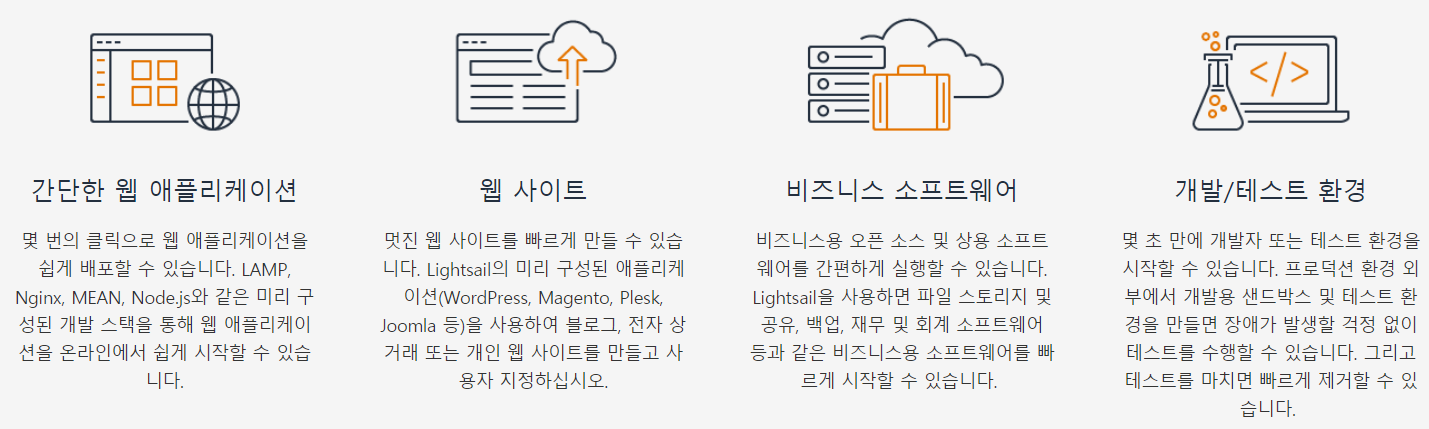 간단한 웹 애플리케이션
몇 번의 클릭으로 웹 애플리케이션을
쉽게 배포할 수 있습니다. LAMP,
Nginx, MEAN, Node.js와 같은 미리 구
성된 개발 스택을 통해 웹 애플리케이
션을 온라인에서 쉽게 시작할 수 있습
니다.
웹 사이트
멋진 웹 사이트를 빠르게 만들 수 있습
니다. Lightsail의 미리 구성된 애플리케
이션(WordPress, Magento, Plesk,
Joomla 등)을 사용하여 블로그, 전자 상
거래 또는 개인 웹 사이트를 만들고 사
용자 지정하십시오.
비즈니스 소프트웨어
비즈니스용 오픈 소스 및 상용 소프트
웨어를 간편하게 실행할 수 있습니다.
Lightsail을 사용하면 파일 스토리지 및
공유, 백업, 재무 및 회계 소프트웨어
등과 같은 비즈니스용 소프트웨어를 빠
르게 시작할 수 있습니다.
개발/테스트 환경
몇 초 만에 개발자 또는 테스트 환경을
시작할 수 있습니다. 프로덕션 환경 외
부에서 개발용 샌드박스 및 테스트 환
경을 만들면 장애가 발생할 걱정 없이
테스트를 수행할 수 있습니다. 그리고
테스트를 마치면 빠르게 제거할 수 있
습니다.